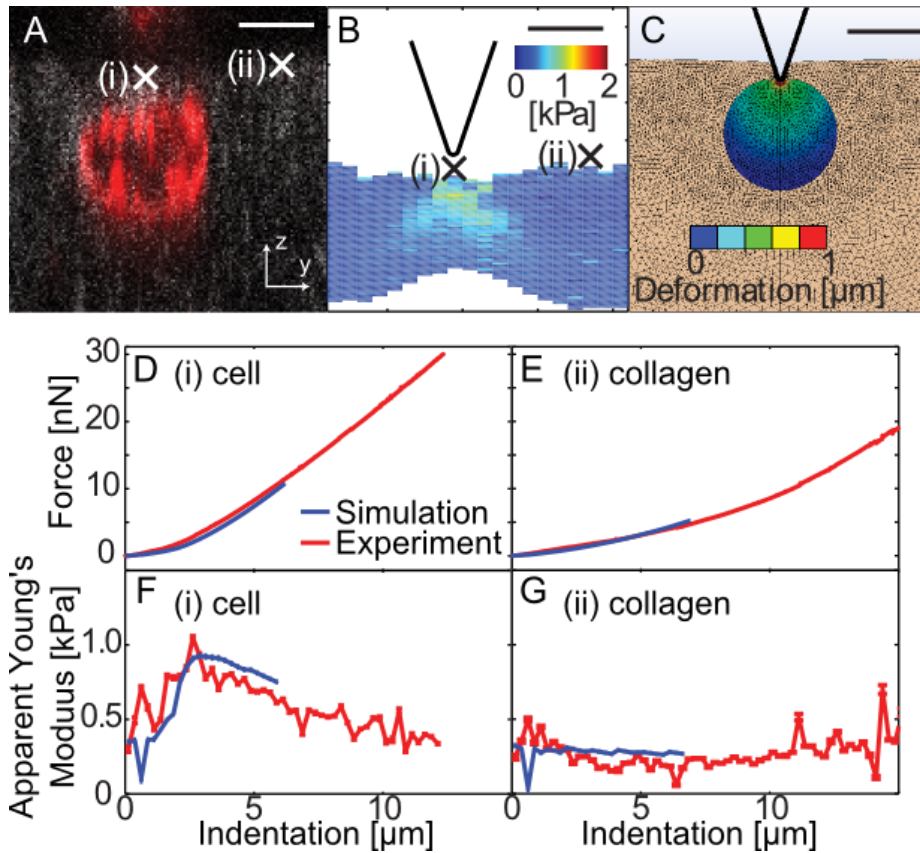 A
(i)
(ii)
z
y
B
0 1 2
[kPa]
(i)
(ii)
C
0 1
Deformation [µm]
D (i) cell
E (ii) collagen
Force [nN]
30
20
10
0
Simulation
Experiment
F (i) cell
G (ii) collagen
Apparent Young's
Moduus [kPa]
1.0
0.5
0
0 5 10
0 5 10
Indentation [µm]
Indentation [µm]